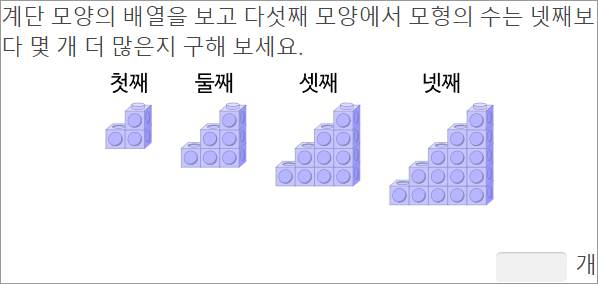 계단 모양의 배열을 보고 다섯째 모양에서 모형의 수는 넷째보
다 몇 개 더 많은지 구해 보세요.
첫째 둘째 셋째 넷째
개